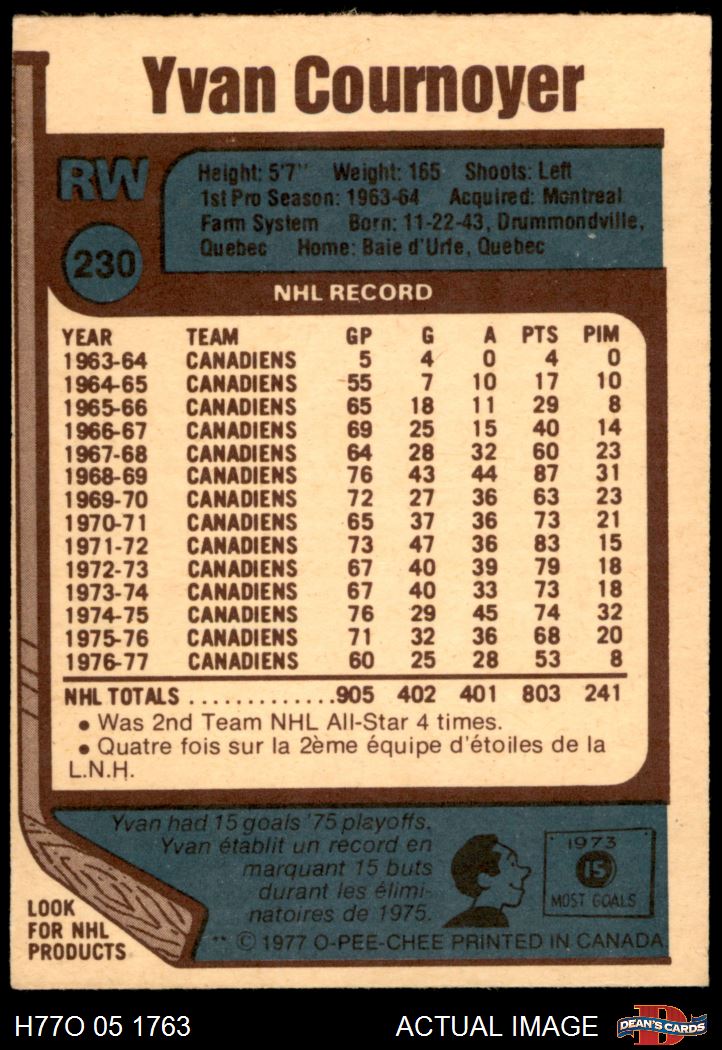 Yvan Cournoyer
RW
Height: 5'7" Weight: 165 Shoots: Left
1st Pro Season: 1963-64 Acquired: Montreal
Farm System Born: 11-22-43, Drummondville,
Quebec Home: Baie d'Urfe, Quebec
230
NHL RECORD
YEAR TEAM GP G A PTS PIM
1963-64 CANADIENS 5 4 0 4 0
1964-65 CANADIENS 55 7 10 17 10
1965-66 CANADIENS 65 18 11 29 8
1966-67 CANADIENS 69 25 15 40 14
1967-68 CANADIENS 64 28 32 60 23
1968-69 CANADIENS 76 43 44 87 31
1969-70 CANADIENS 72 27 36 63 23
1970-71 CANADIENS 65 37 36 73 21
1971-72 CANADIENS 73 47 36 83 15
1972-73 CANADIENS 67 40 39 79 18
1973-74 CANADIENS 67 40 33 73 18
1974-75 CANADIENS 76 29 45 74 32
1975-76 CANADIENS 71 32 36 68 20
1976-77 CANADIENS 60 25 28 53 8
NHL TOTALS .............905 402 401 803 241
• Was 2nd Team NHL All-Star 4 times.
• Quatre fois sur la 2ème équipe d'étoiles de la
L.N.H.
Yvan had 15 goals '75 playoffs.
Yvan établit un record en
marquant 15 buts
durant les élimi-
natoires de 1975.
1973
15
MOST GOALS
LOOK
FOR NHL
PRODUCTS
** © 1977 O-PEE-CHEE PRINTED IN CANADA
H77O 05 1763
ACTUAL IMAGE
D
DEAN'S CARDS